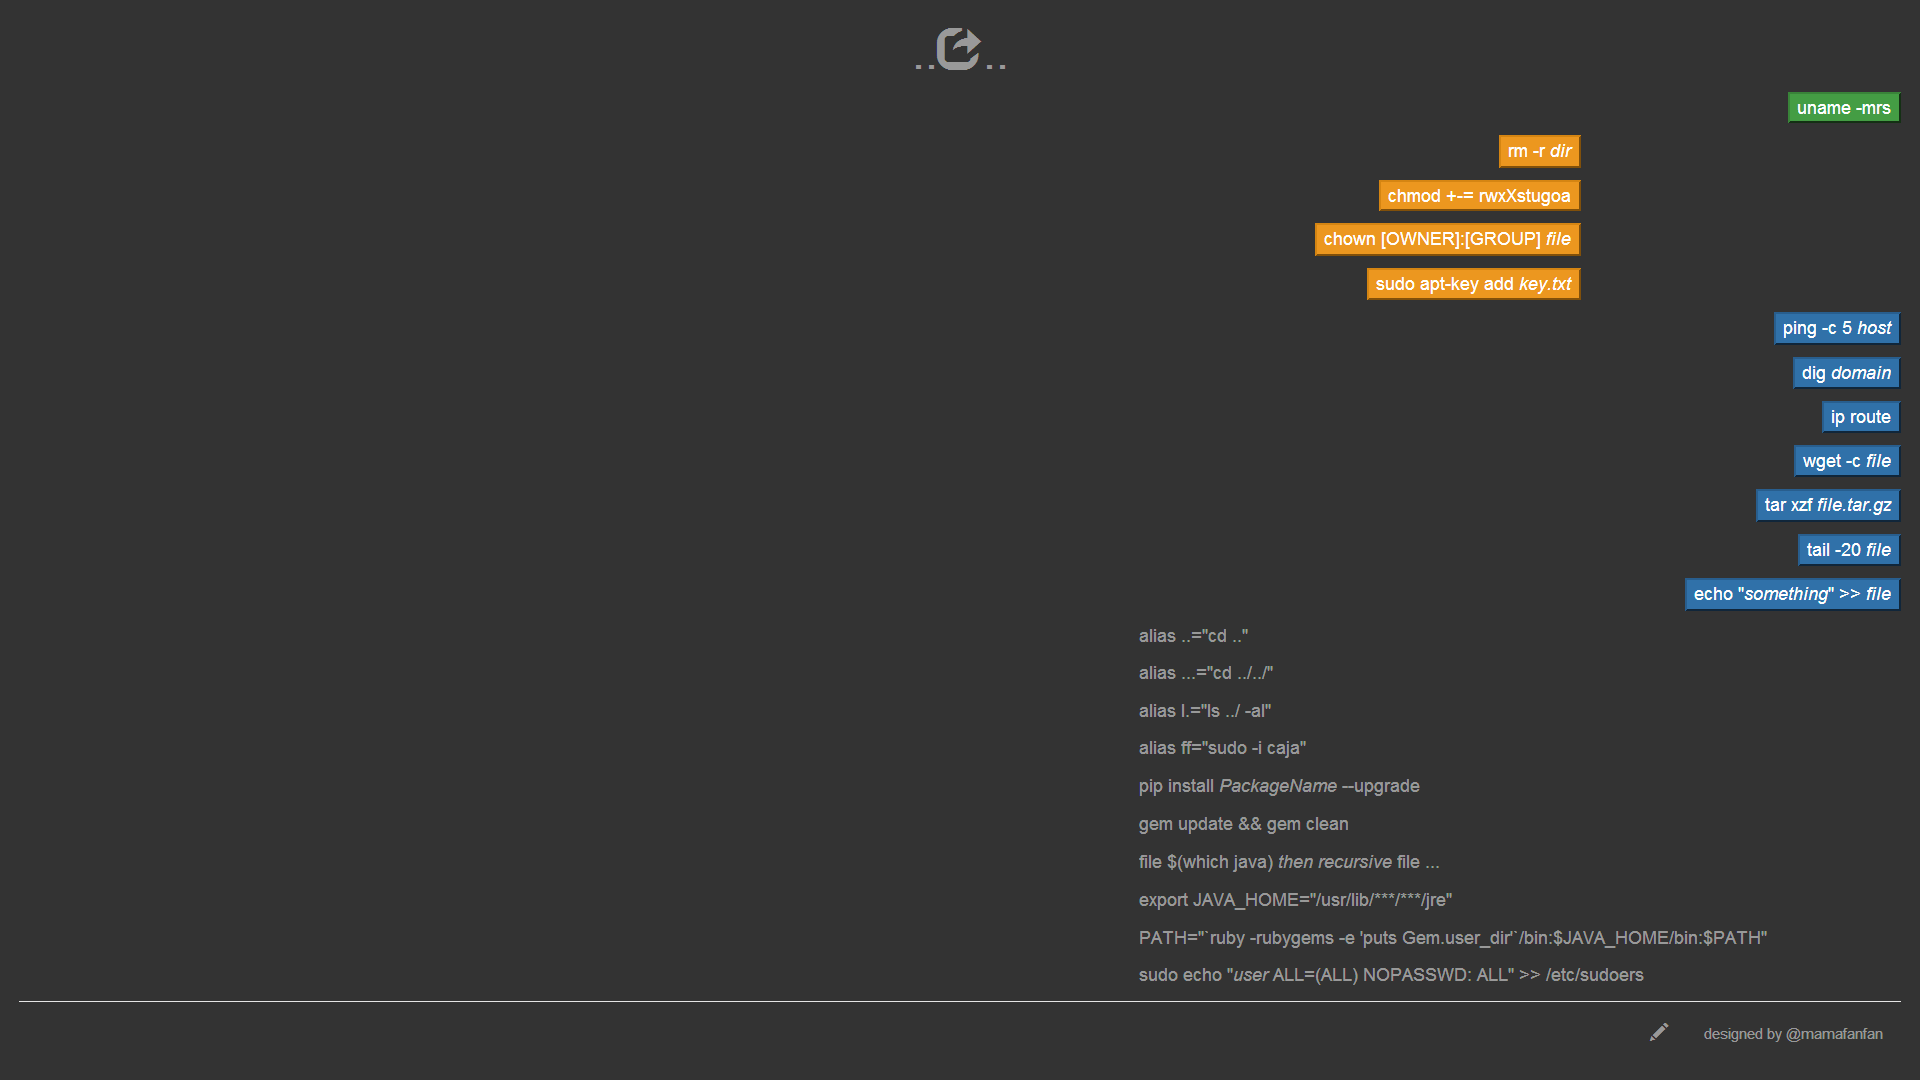 .. ..
uname -mrs
rm -r dir
chmod +-= rwxXstugoa
chown [OWNER]:[GROUP] file
sudo apt-key add key.txt
ping -c 5 host
dig domain
ip route
wget -c file
tar xzf file.tar.gz
tail -20 file
echo "something" >> file
alias ..="cd .."
alias ...="cd ../../"
alias l.="ls ../ -al"
alias ff="sudo -i caja"
pip install PackageName --upgrade
gem update && gem clean
file $(which java) then recursive file ...
export JAVA_HOME="/usr/lib/***/***/jre"
PATH="`ruby -rubygems -e 'puts Gem.user_dir'`/bin:$JAVA_HOME/bin:$PATH"
sudo echo "user ALL=(ALL) NOPASSWD: ALL" >> /etc/sudoers
designed by @mamafanfan